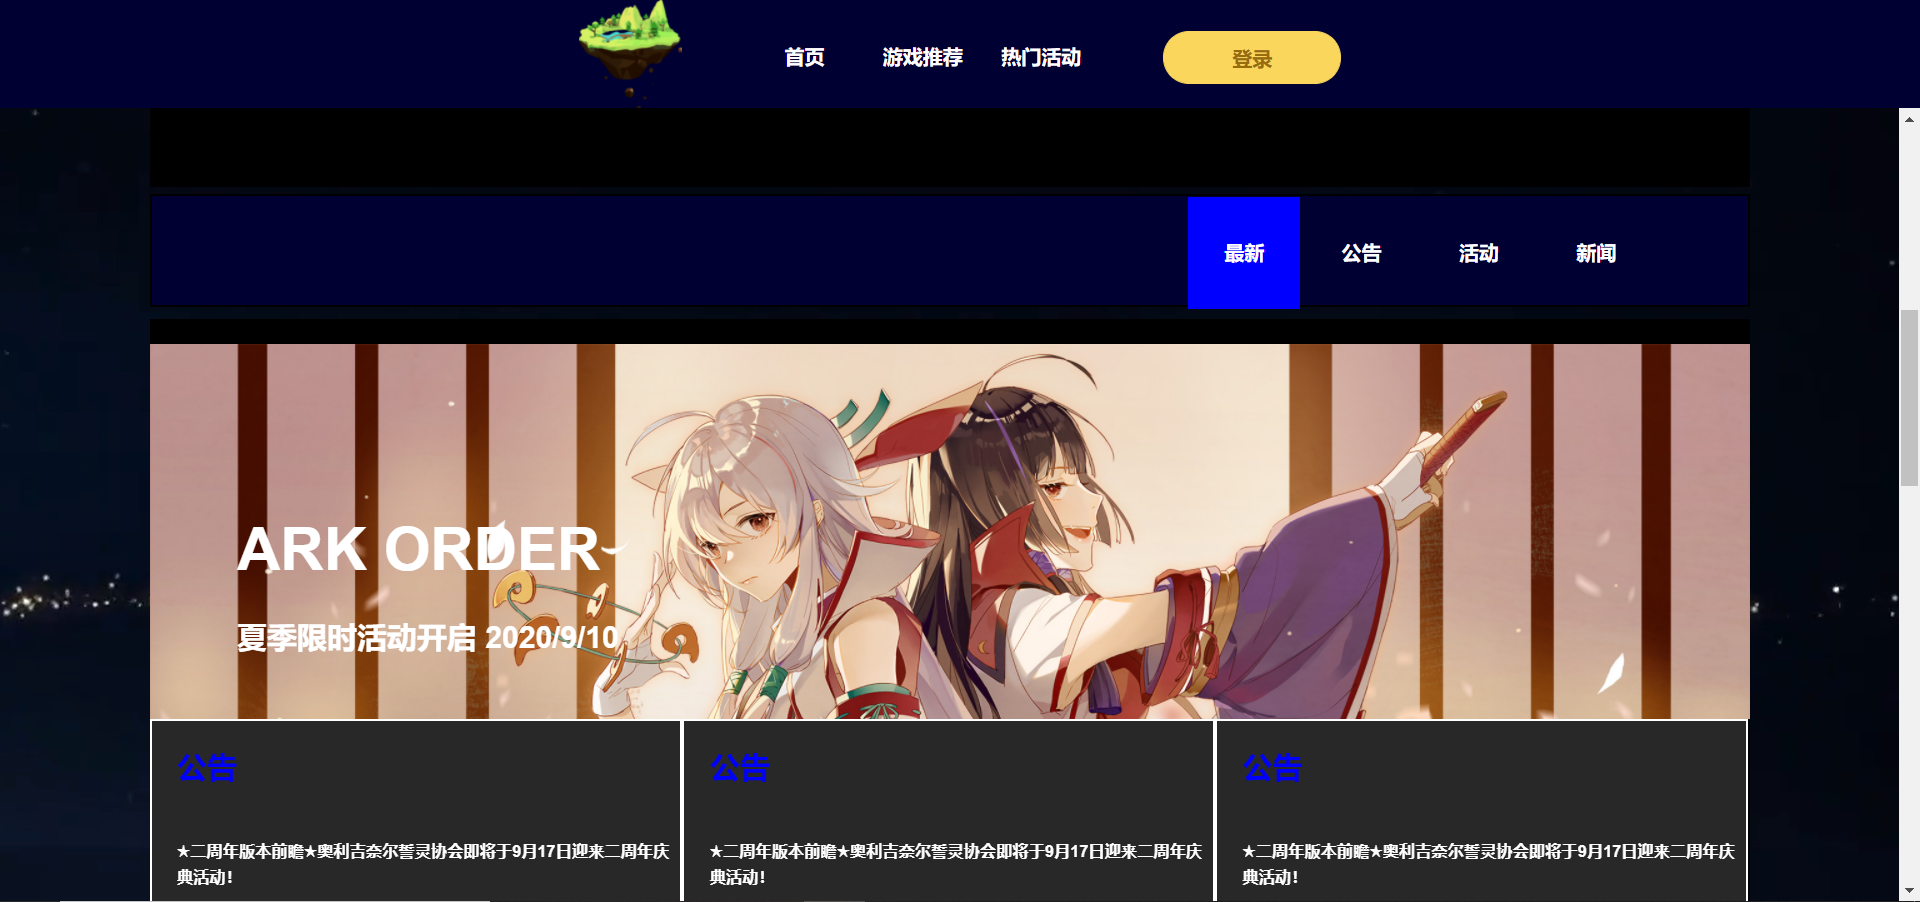 首页 游戏推荐 热门活动 登录
最新 公告 活动 新闻
ARK ORDER
夏季限时活动开启 2020/9/10
公告
★二周年版本前瞻★奥利吉奈尔誓灵协会即将于9月17日迎来二周年庆
典活动！
公告
★二周年版本前瞻★奥利吉奈尔誓灵协会即将于9月17日迎来二周年庆
典活动！
公告
★二周年版本前瞻★奥利吉奈尔誓灵协会即将于9月17日迎来二周年庆
典活动！